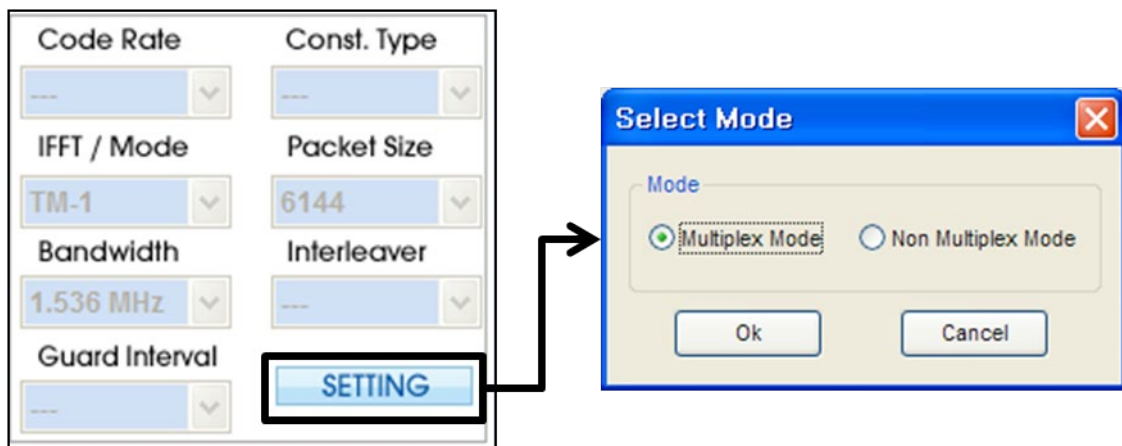 Code Rate
Const. Type
---
---
IFFT / Mode
Packet Size
TM-1
6144
Bandwidth
Interleaver
1.536 MHz
---
Guard Interval
---
SETTING
Select Mode
Mode
Multiplex Mode
Non Multiplex Mode
Ok
Cancel